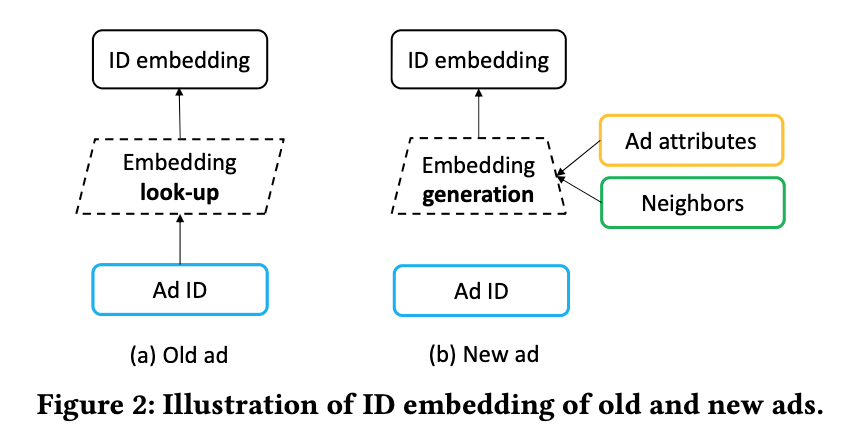 ID embedding
Embedding
look-up
Ad ID
(a) Old ad
ID embedding
Embedding
generation
Ad attributes
Neighbors
Ad ID
(b) New ad
Figure 2: Illustration of ID embedding of old and new ads.